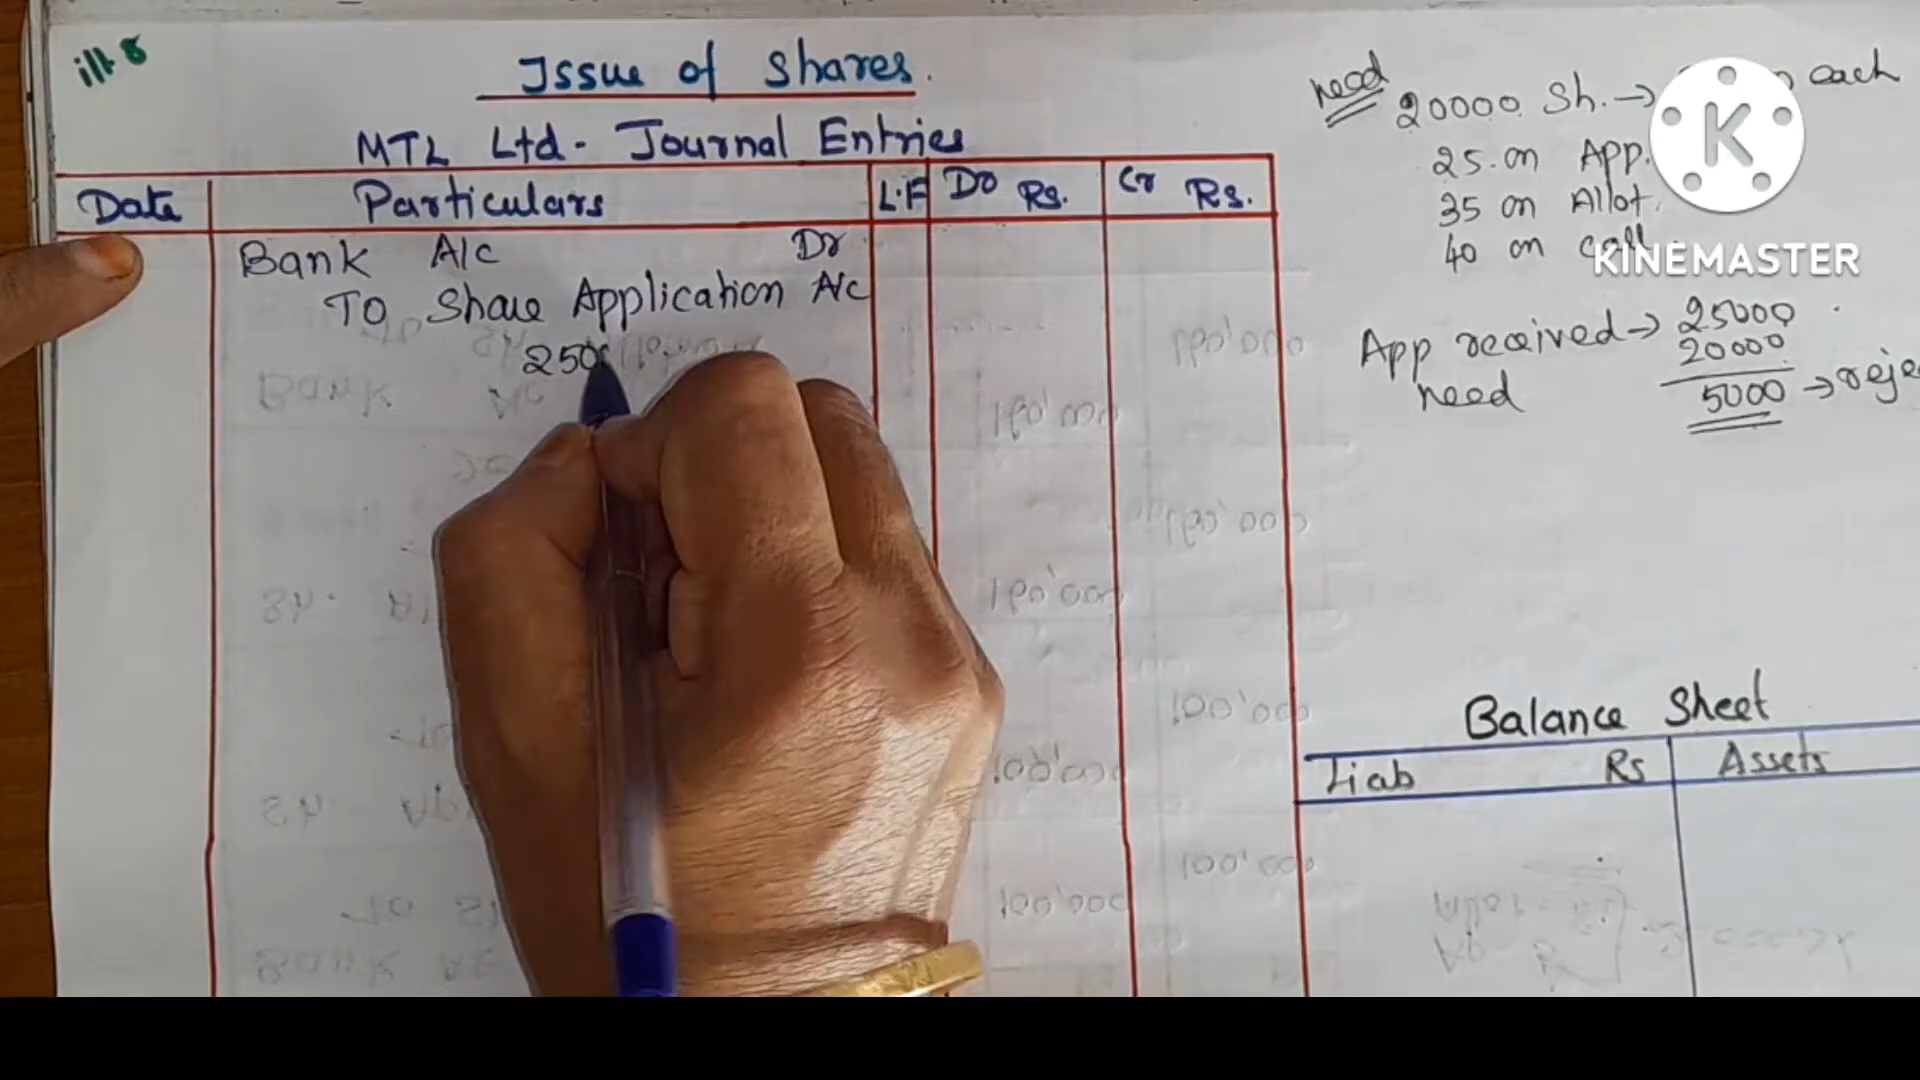 ill 8
Issue of Shares.
MTL Ltd. Journal Entries
Date Particulars L.F Dr Rs. Cr Rs.
Bank A/c Dr
To Share Application A/c
250
need
20000 Sh. → each
25 on App.
35 on Allot.
40 on Call
K
KINEMASTER
App received → 25000
need 20000
5000 → reje
Balance Sheet
Liab Rs Assets